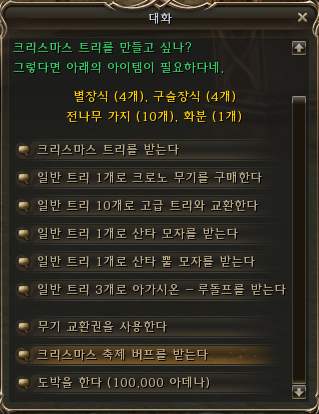 대화
크리스마스 트리를 만들고 싶나?
그렇다면 아래의 아이템이 필요하다네.
별장식 (4개), 구슬장식 (4개)
전나무 가지 (10개), 화분 (1개)
크리스마스 트리를 받는다
일반 트리 1개로 크로노 무기를 구매한다
일반 트리 10개로 고급 트리와 교환한다
일반 트리 1개로 산타 모자를 받는다
일반 트리 1개로 산타 뿔 모자를 받는다
일반 트리 3개로 아가시온 - 루돌프를 받는다
무기 교환권을 사용한다
크리스마스 축제 버프를 받는다
도박을 한다 (100,000 아데나)